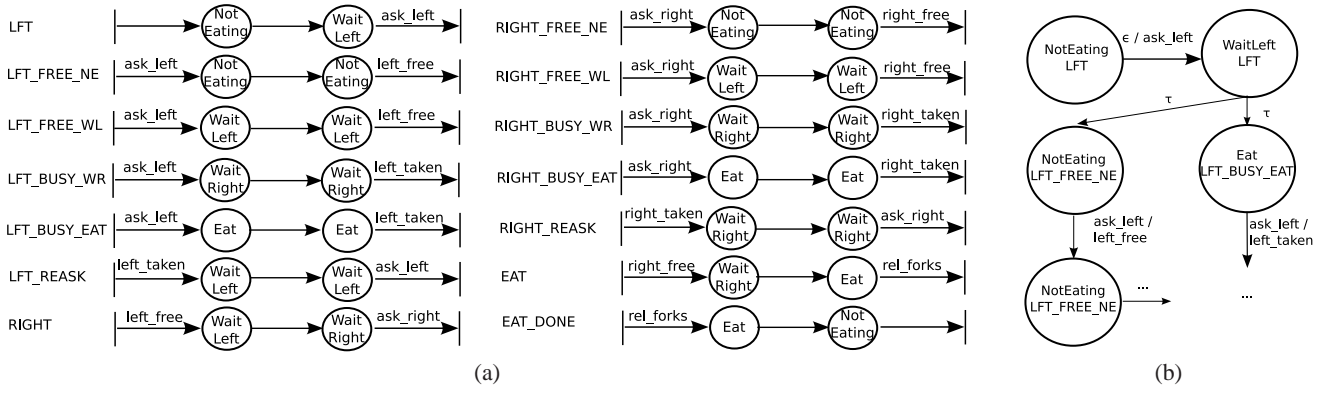 LFT
Not
Eating
Wait
Left
ask_left
LFT_FREE_NE
ask_left
Not
Eating
Not
Eating
left_free
LFT_FREE_WL
ask_left
Wait
Left
Wait
Left
left_free
LFT_BUSY_WR
ask_left
Wait
Right
Wait
Right
left_taken
LFT_BUSY_EAT
ask_left
Eat
Eat
left_taken
LFT_REASK
left_taken
Wait
Left
Wait
Left
ask_left
RIGHT
left_free
Wait
Left
Wait
Right
ask_right
RIGHT_FREE_NE
ask_right
Not
Eating
Not
Eating
right_free
RIGHT_FREE_WL
ask_right
Wait
Left
Wait
Left
right_free
RIGHT_BUSY_WR
ask_right
Wait
Right
Wait
Right
right_taken
RIGHT_BUSY_EAT
ask_right
Eat
Eat
right_taken
RIGHT_REASK
right_taken
Wait
Right
Wait
Right
ask_right
EAT
right_free
Wait
Right
Eat
rel_forks
EAT_DONE
rel_forks
Eat
Not
Eating
(a)
NotEating
LFT
ϵ / ask_left
WaitLeft
LFT
τ
τ
NotEating
LFT_FREE_NE
Eat
LFT_BUSY_EAT
ask_left /
left_free
ask_left /
left_taken
NotEating
LFT_FREE_NE
...
...
(b)